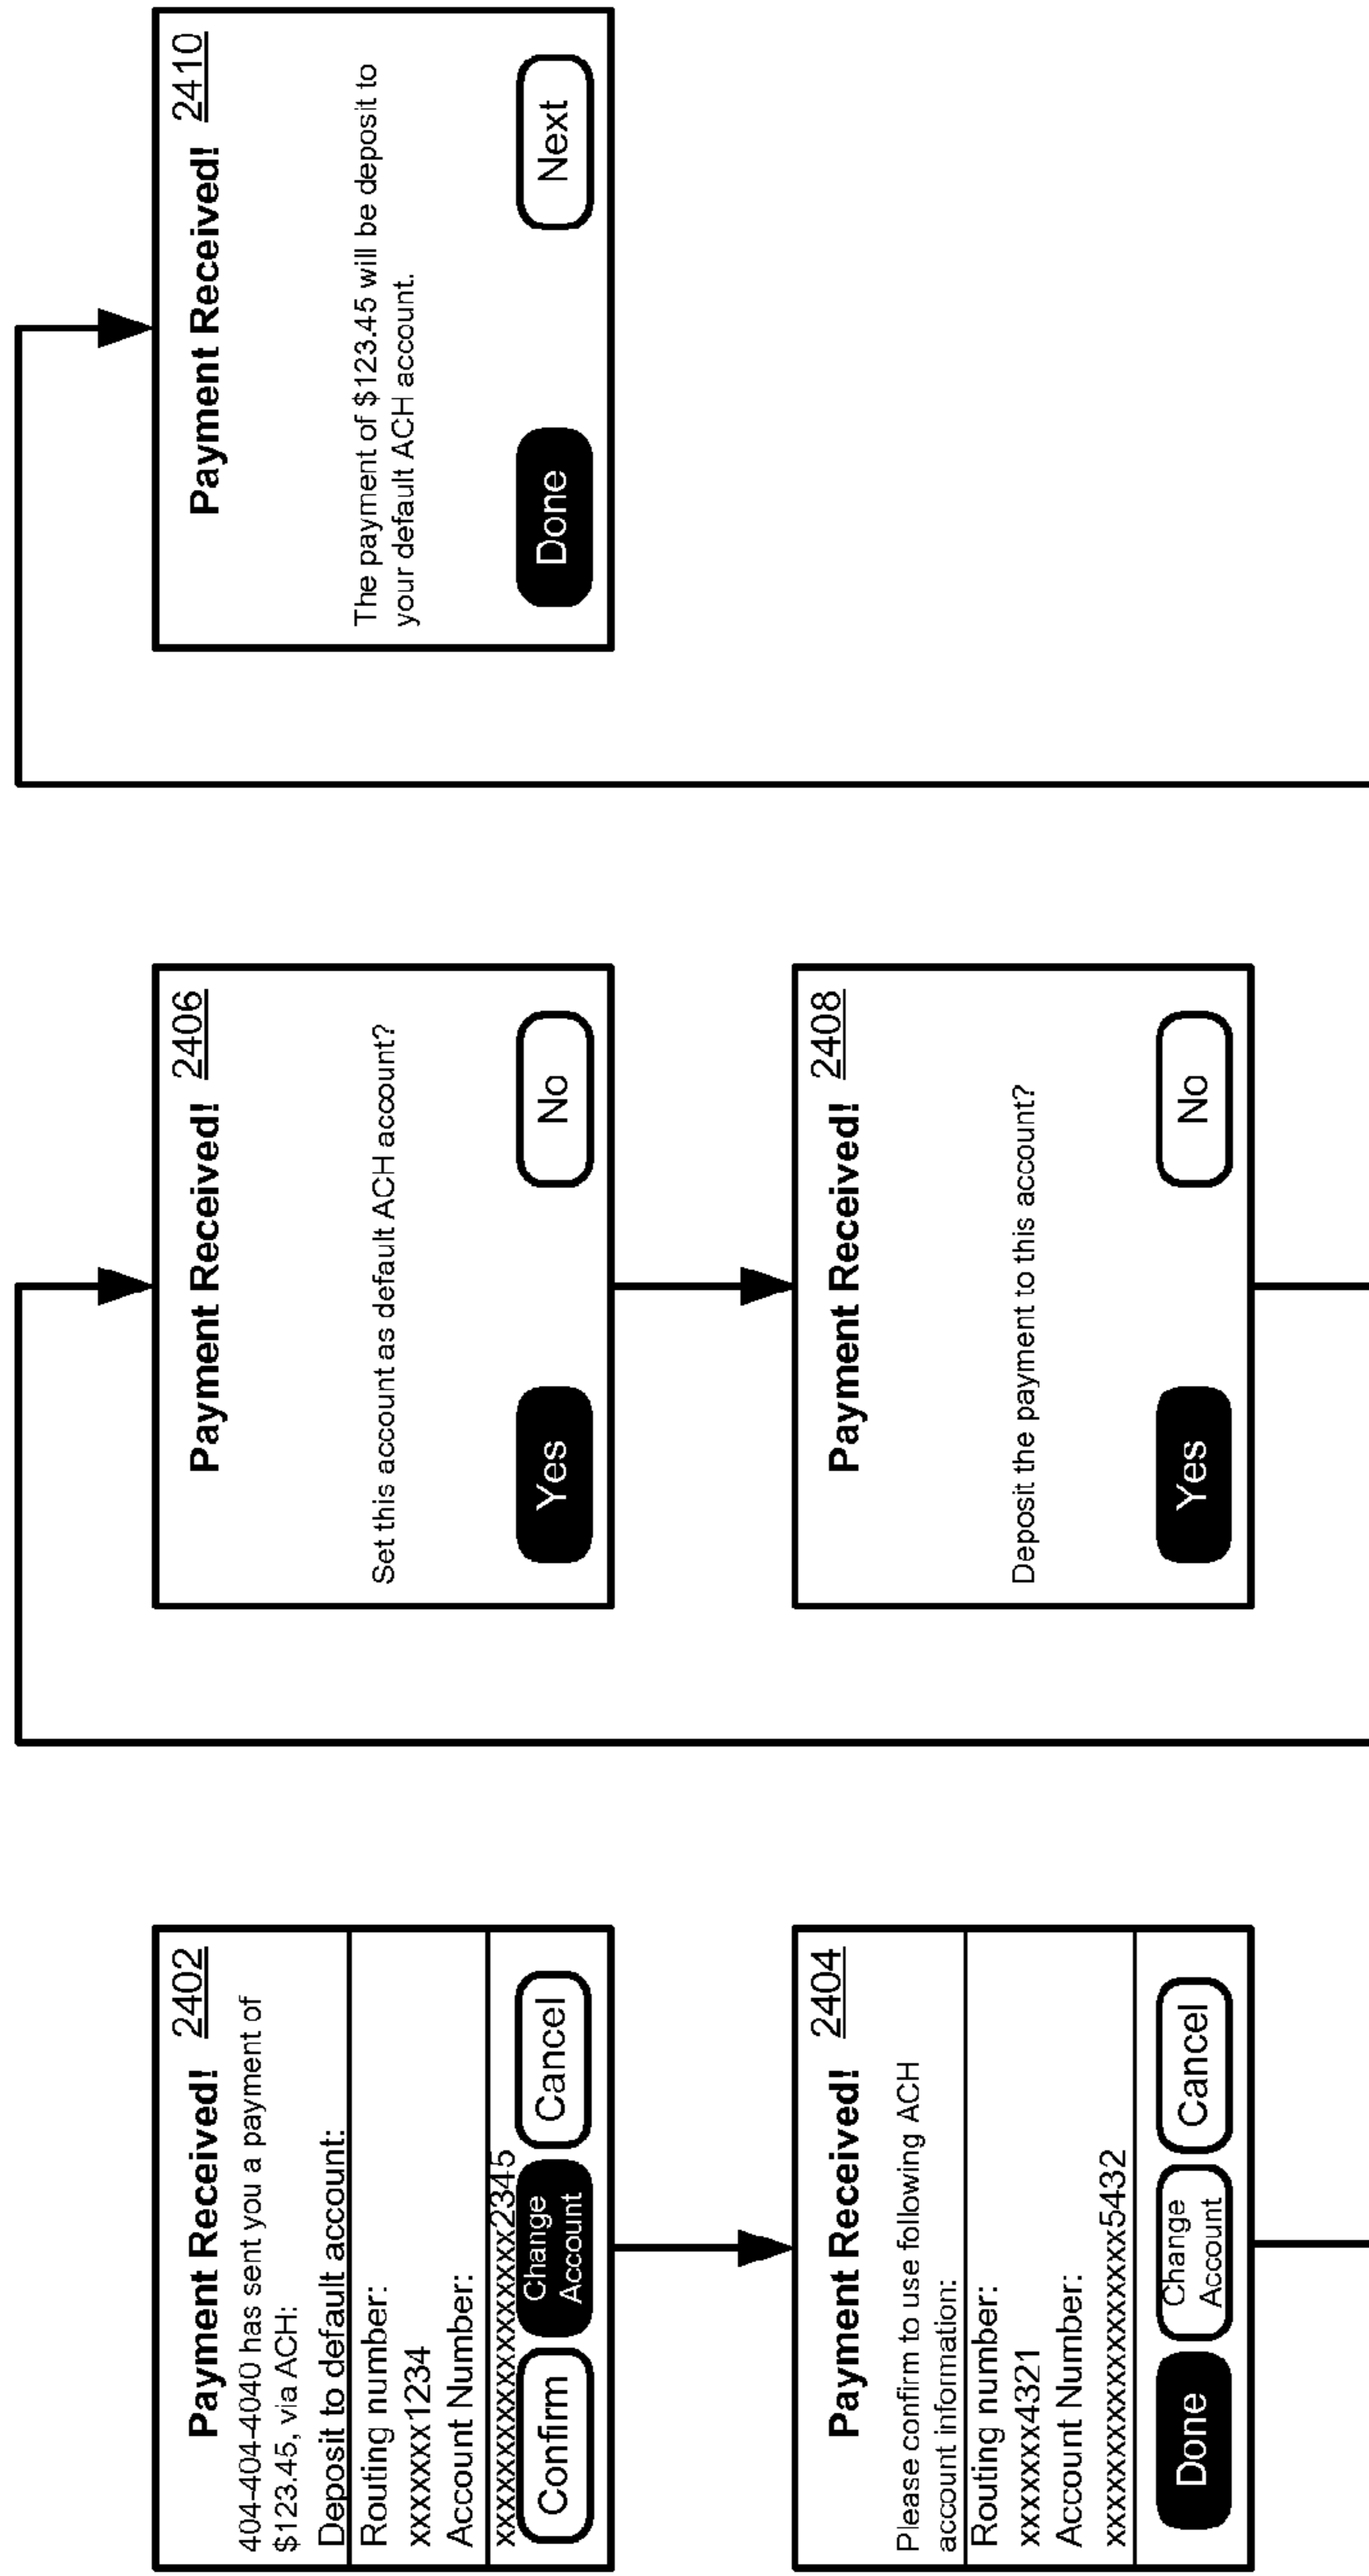 Payment Received! 2402
404-404-4040 has sent you a payment of
$123.45, via ACH:
Deposit to default account:
Routing number:
xxxxxxx1234
Account Number:
xxxxxxxxxxxxxxxxxxxx2345
Confirm
Change
Account
Cancel
Payment Received! 2404
Please confirm to use following ACH
account information:
Routing number:
xxxxxxx4321
Account Number:
xxxxxxxxxxxxxxxxxxxx5432
Done
Change
Account
Cancel
Payment Received! 2406
Set this account as default ACH account?
Yes
No
Payment Received! 2408
Deposit the payment to this account?
Yes
No
Payment Received! 2410
The payment of $123.45 will be deposit to
your default ACH account.
Done
Next